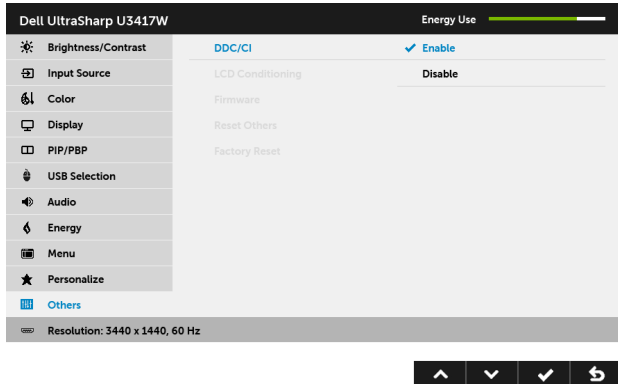 Dell UltraSharp U3417W
Energy Use
Brightness/Contrast
DDC/CI
Enable
Input Source
LCD Conditioning
Disable
Color
Firmware
Display
Reset Others
PIP/PBP
Factory Reset
USB Selection
Audio
Energy
Menu
Personalize
Others
Resolution: 3440 x 1440, 60 Hz